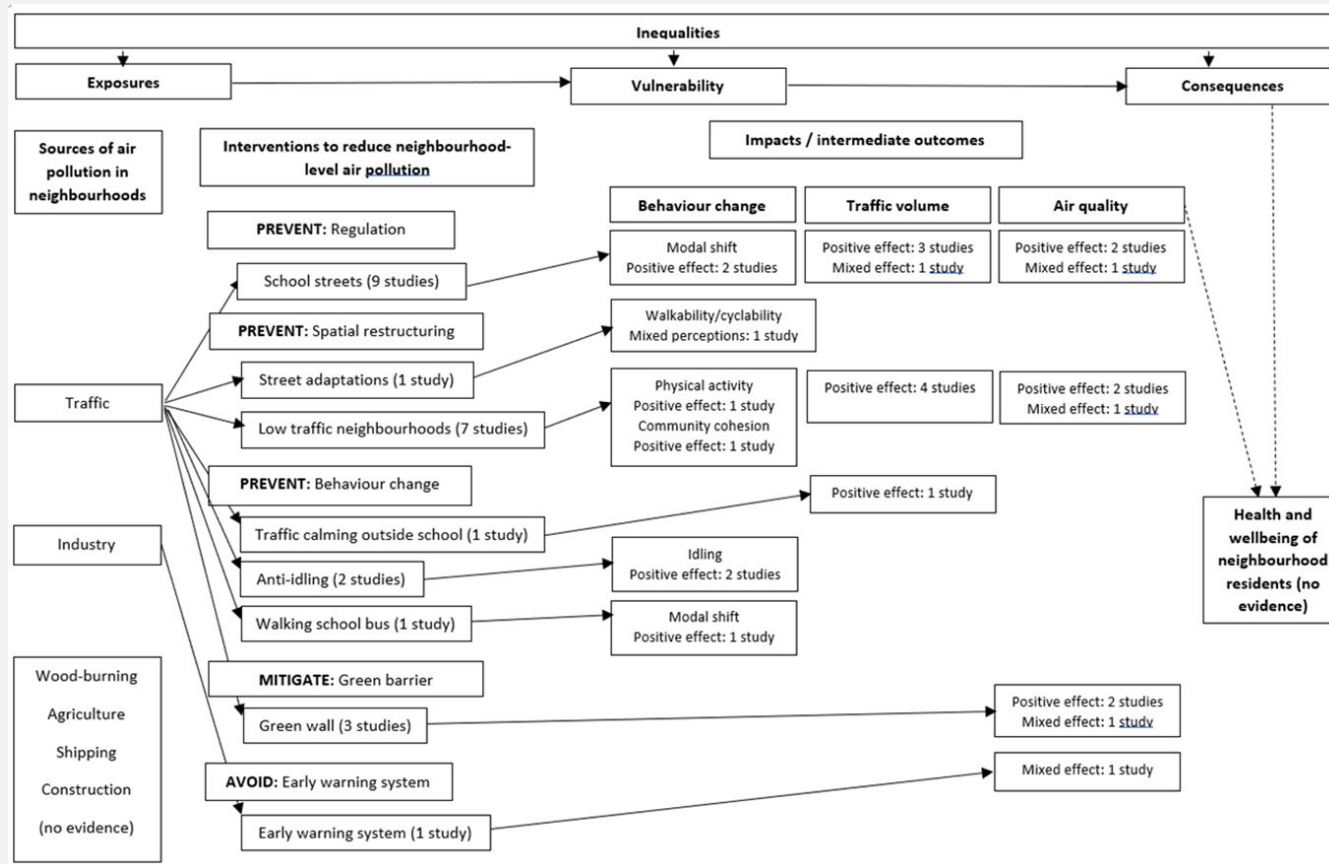 Inequalities
Exposures
Vulnerability
Consequences
Sources of air
pollution in
neighbourhoods
Interventions to reduce neighbourhood-
level air pollution
Impacts / intermediate outcomes
Behaviour change
Traffic volume
Air quality
PREVENT: Regulation
School streets (9 studies)
Modal shift
Positive effect: 2 studies
Positive effect: 3 studies
Mixed effect: 1 study
Positive effect: 2 studies
Mixed effect: 1 study
PREVENT: Spatial restructuring
Street adaptations (1 study)
Walkability/cyclability
Mixed perceptions: 1 study
Traffic
Low traffic neighbourhoods (7 studies)
Physical activity
Positive effect: 1 study
Community cohesion
Positive effect: 1 study
Positive effect: 4 studies
Positive effect: 2 studies
Mixed effect: 1 study
PREVENT: Behaviour change
Traffic calming outside school (1 study)
Positive effect: 1 study
Industry
Anti-idling (2 studies)
Idling
Positive effect: 2 studies
Walking school bus (1 study)
Modal shift
Positive effect: 1 study
Health and
wellbeing of
neighbourhood
residents (no
evidence)
Wood-burning
Agriculture
Shipping
Construction
(no evidence)
MITIGATE: Green barrier
Green wall (3 studies)
Positive effect: 2 studies
Mixed effect: 1 study
AVOID: Early warning system
Early warning system (1 study)
Mixed effect: 1 study